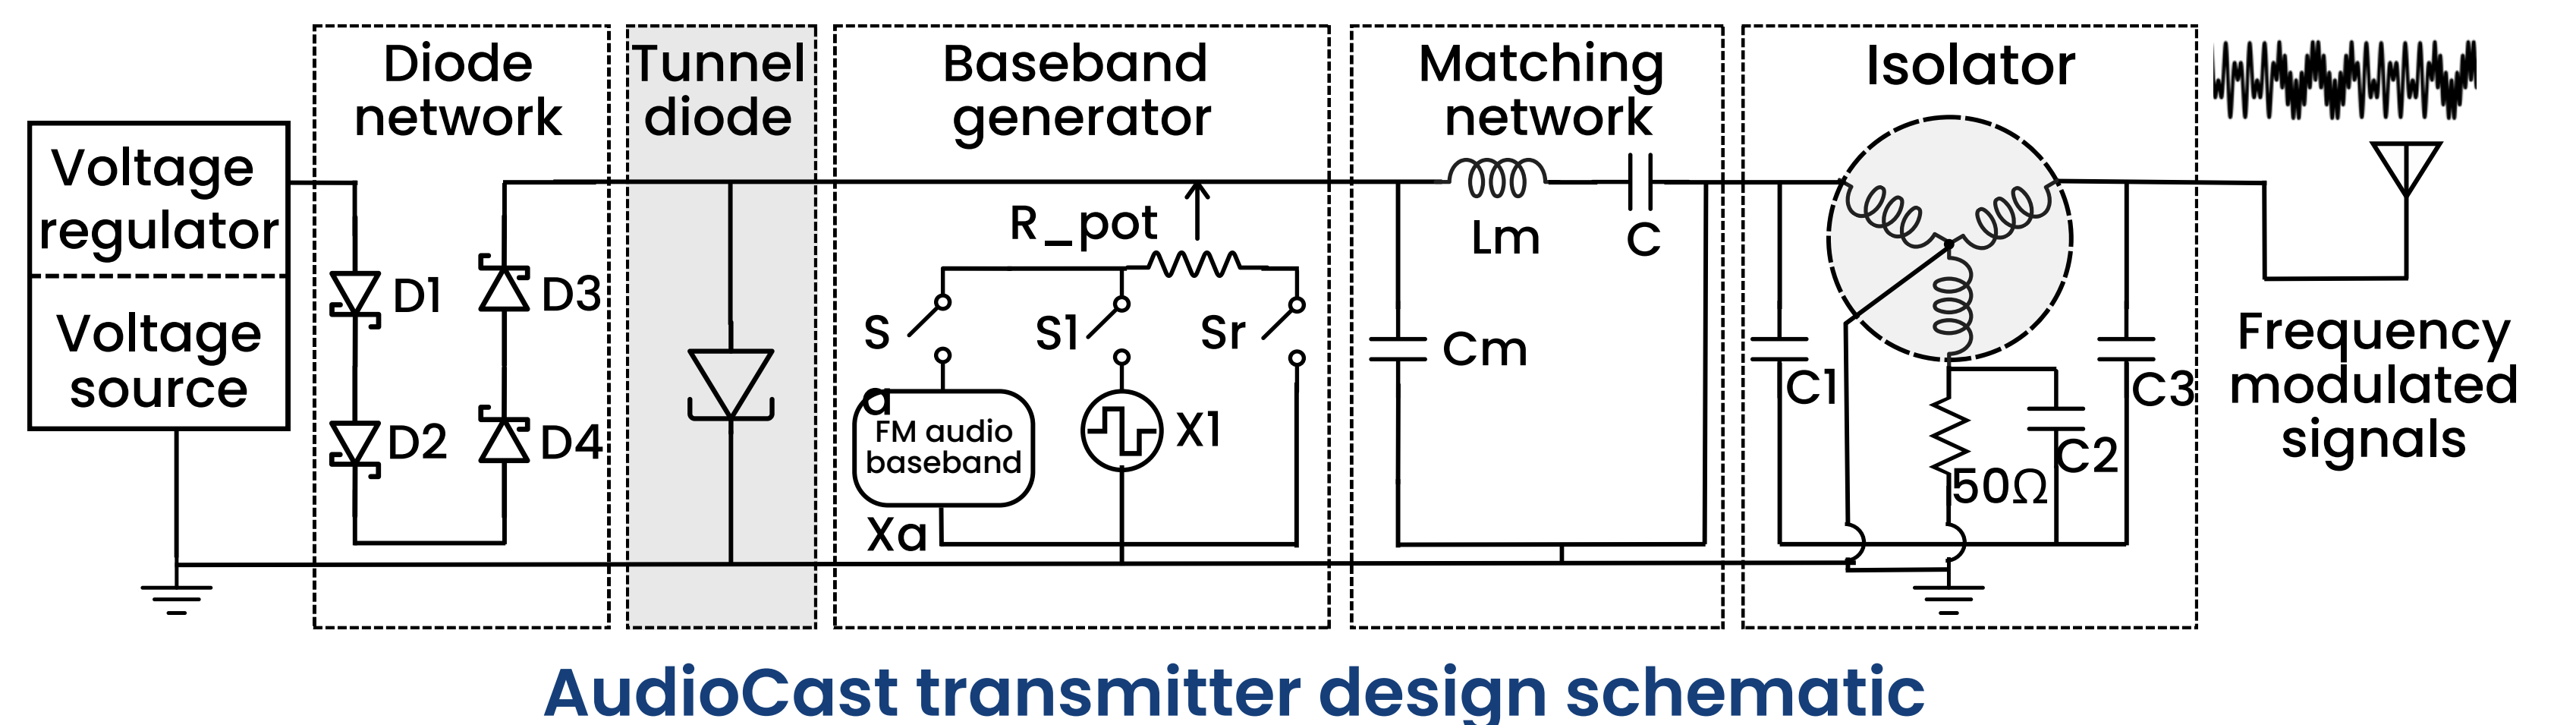 Voltage
regulator
Voltage
source
Diode
network
D1
D2
D3
D4
Tunnel
diode
Baseband
generator
R_pot
S
a
S1
Sr
FM audio
baseband
Xa
X1
Matching
network
Lm
C
Cm
Isolator
C1
50Ω
C2
C3
Frequency
modulated
signals
AudioCast transmitter design schematic